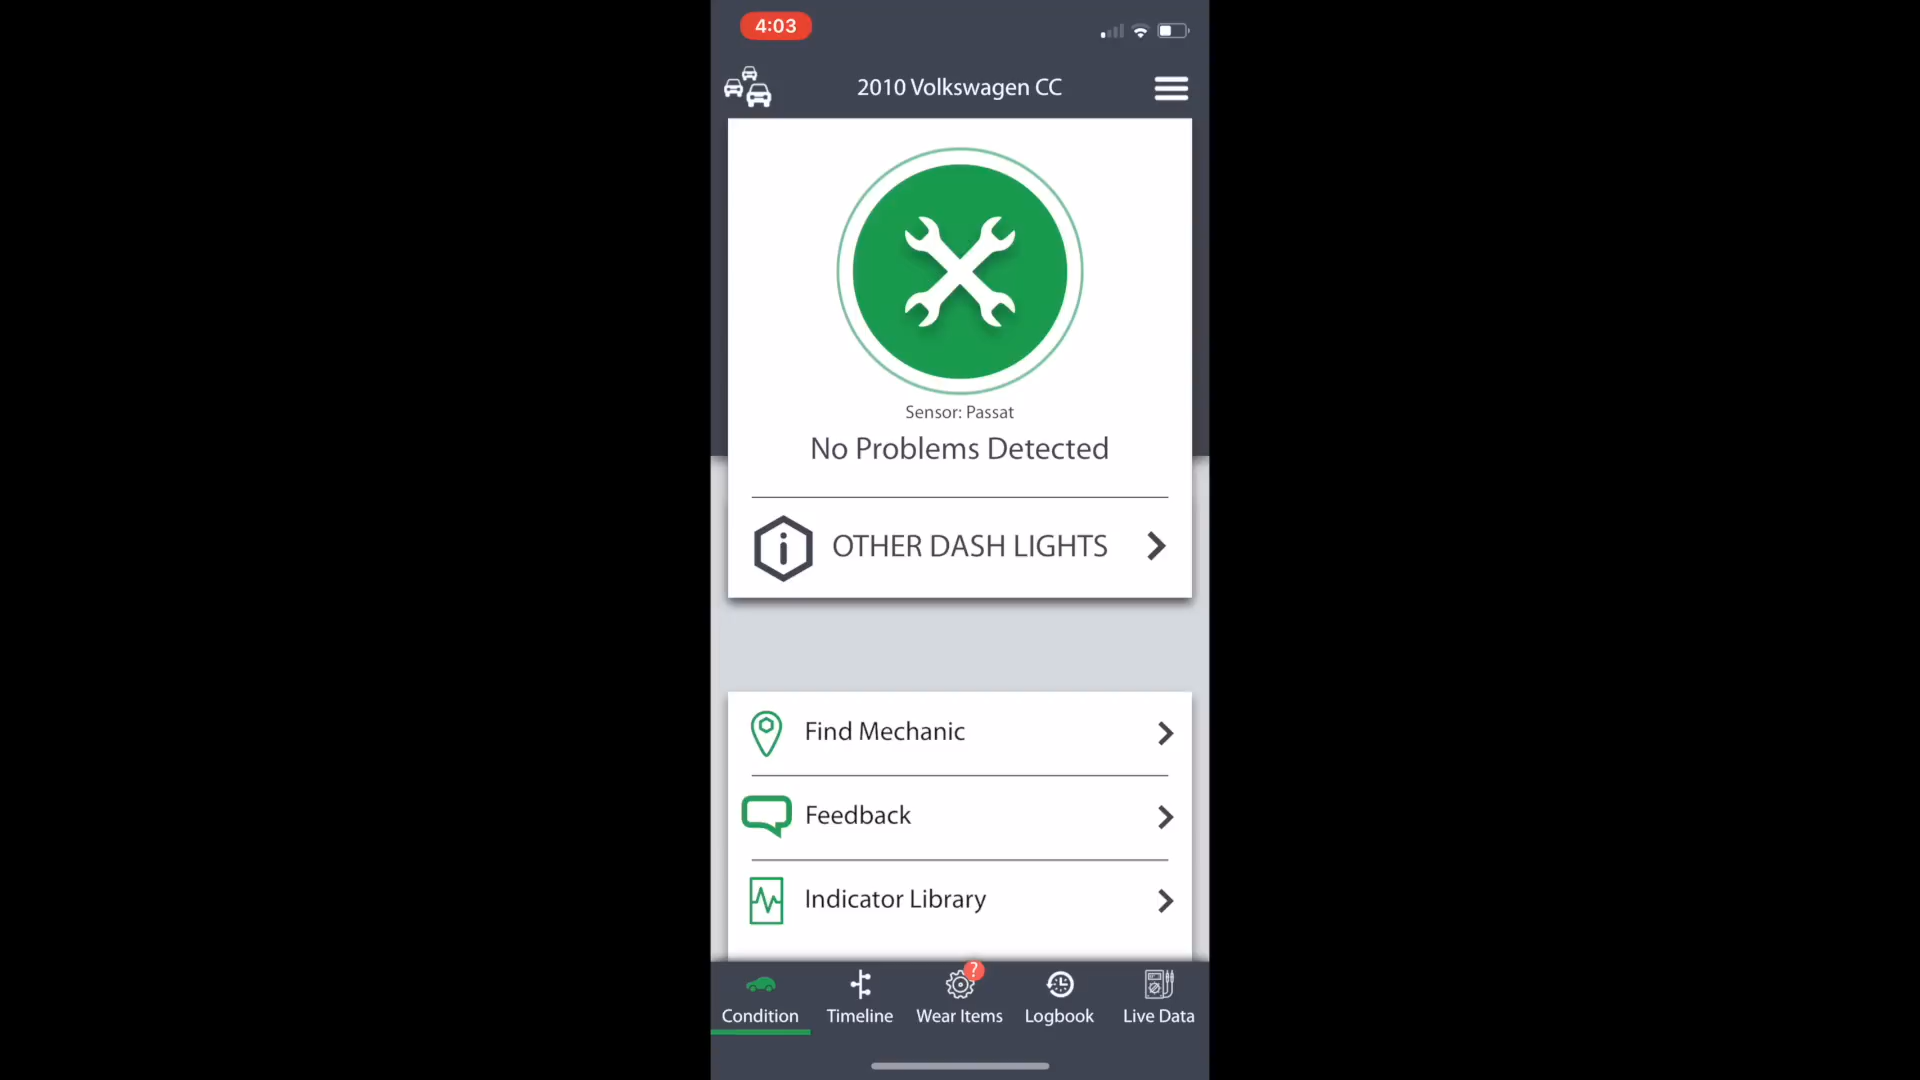 4:03
2010 Volkswagen CC
Sensor: Passat
No Problems Detected
OTHER DASH LIGHTS
Find Mechanic
Feedback
Indicator Library
?
Condition
Timeline
Wear Items
Logbook
Live Data